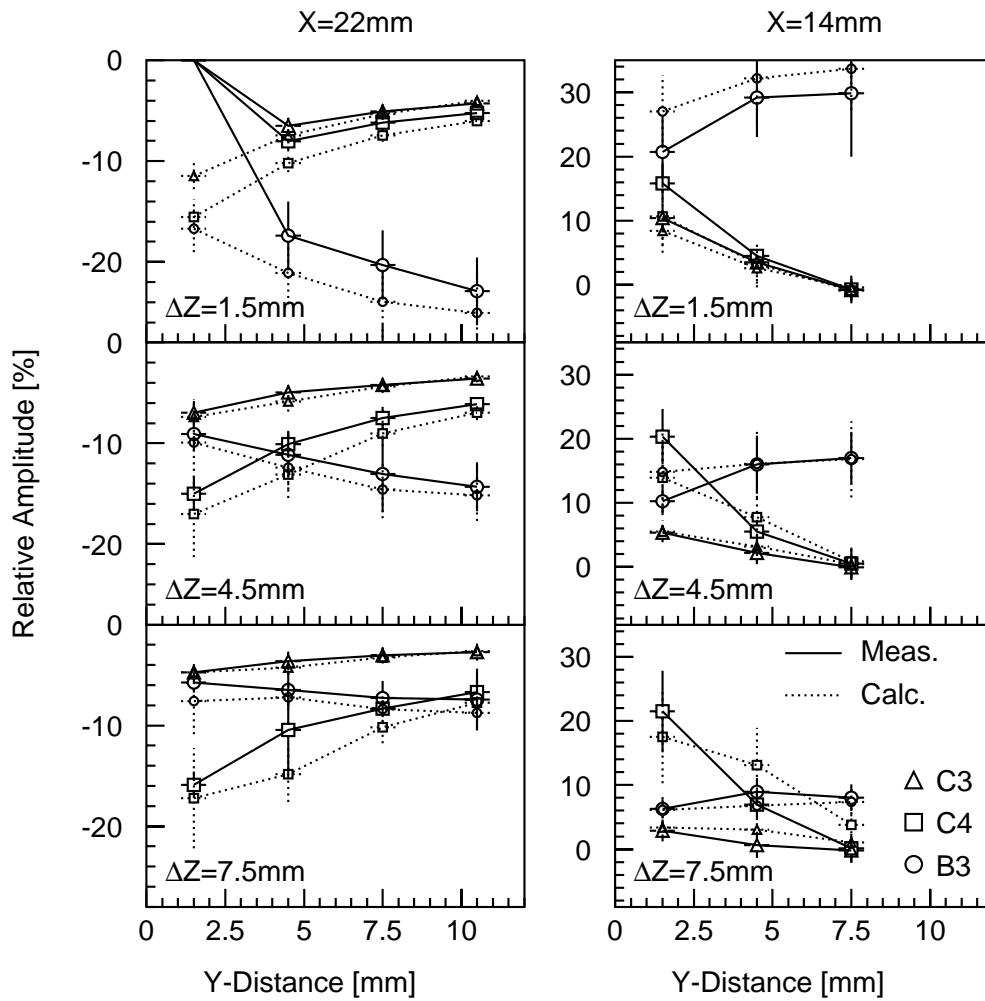 X=22mm
X=14mm
Relative Amplitude [%]
0
-10
-20
ΔZ=1.5mm
30
20
10
0
ΔZ=1.5mm
0
-10
-20
ΔZ=4.5mm
30
20
10
0
ΔZ=4.5mm
0
-10
-20
ΔZ=7.5mm
0 2.5 5 7.5 10
Y-Distance [mm]
30
20
10
0
Meas.
Calc.
C3
C4
B3
ΔZ=7.5mm
0 2.5 5 7.5 10
Y-Distance [mm]